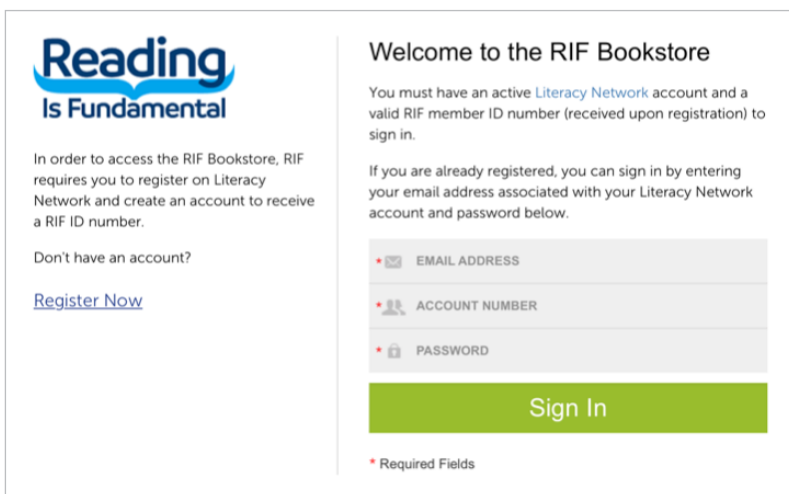 Reading
Is Fundamental
In order to access the RIF Bookstore, RIF
requires you to register on Literacy
Network and create an account to receive
a RIF ID number.
Don't have an account?
Register Now
Welcome to the RIF Bookstore
You must have an active Literacy Network account and a
valid RIF member ID number (received upon registration) to
sign in.
If you are already registered, you can sign in by entering
your email address associated with your Literacy Network
account and password below.
* EMAIL ADDRESS
* ACCOUNT NUMBER
* PASSWORD
Sign In
* Required Fields